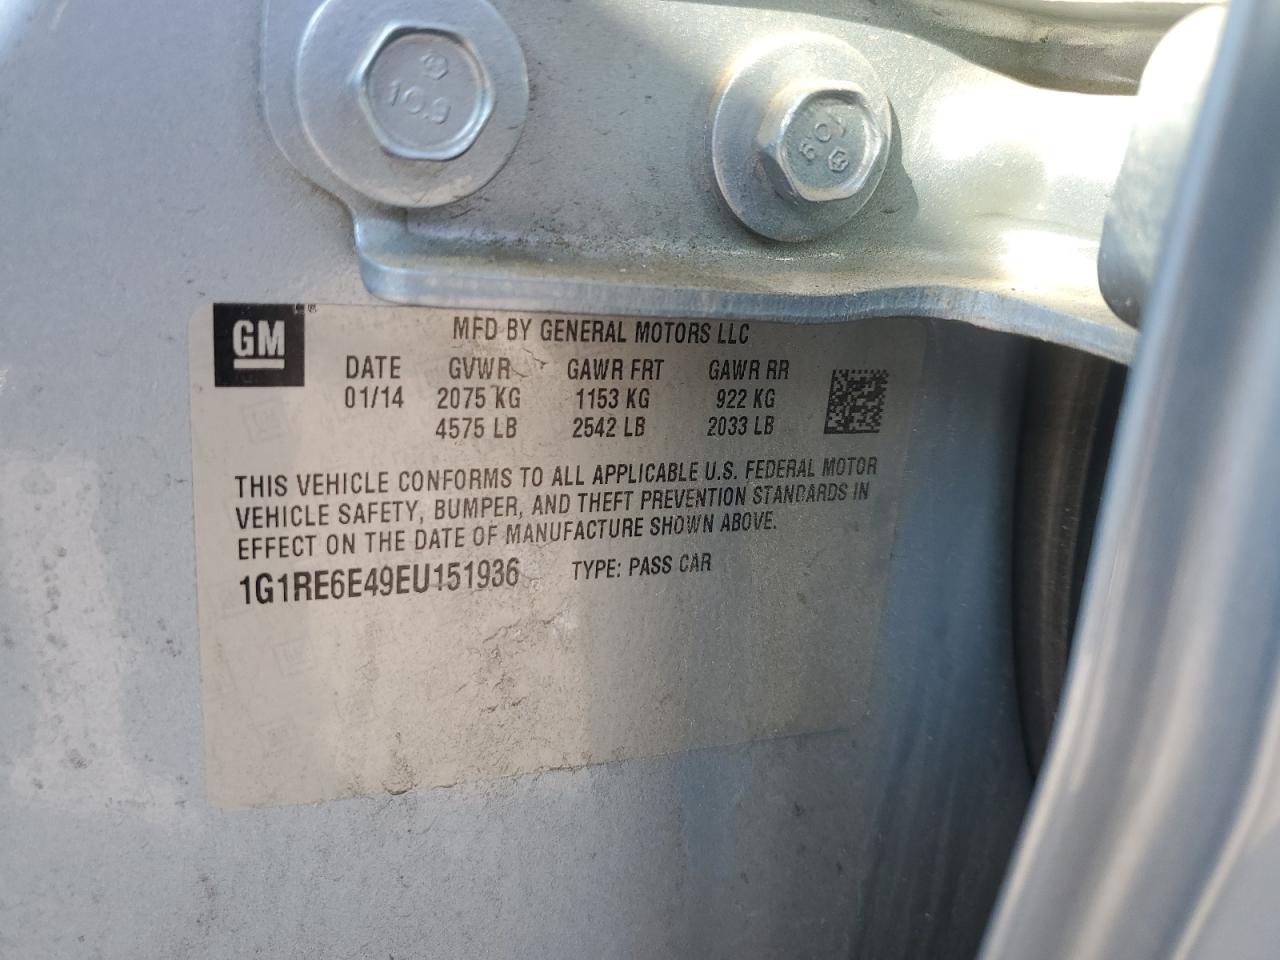 10.9
10.9
GM
MFD BY GENERAL MOTORS LLC
DATE GVWR GAWR FRT GAWR RR
01/14 2075 KG 1153 KG 922 KG
4575 LB 2542 LB 2033 LB
THIS VEHICLE CONFORMS TO ALL APPLICABLE U.S. FEDERAL MOTOR
VEHICLE SAFETY, BUMPER, AND THEFT PREVENTION STANDARDS IN
EFFECT ON THE DATE OF MANUFACTURE SHOWN ABOVE.
1G1RE6E49EU151936 TYPE: PASS CAR